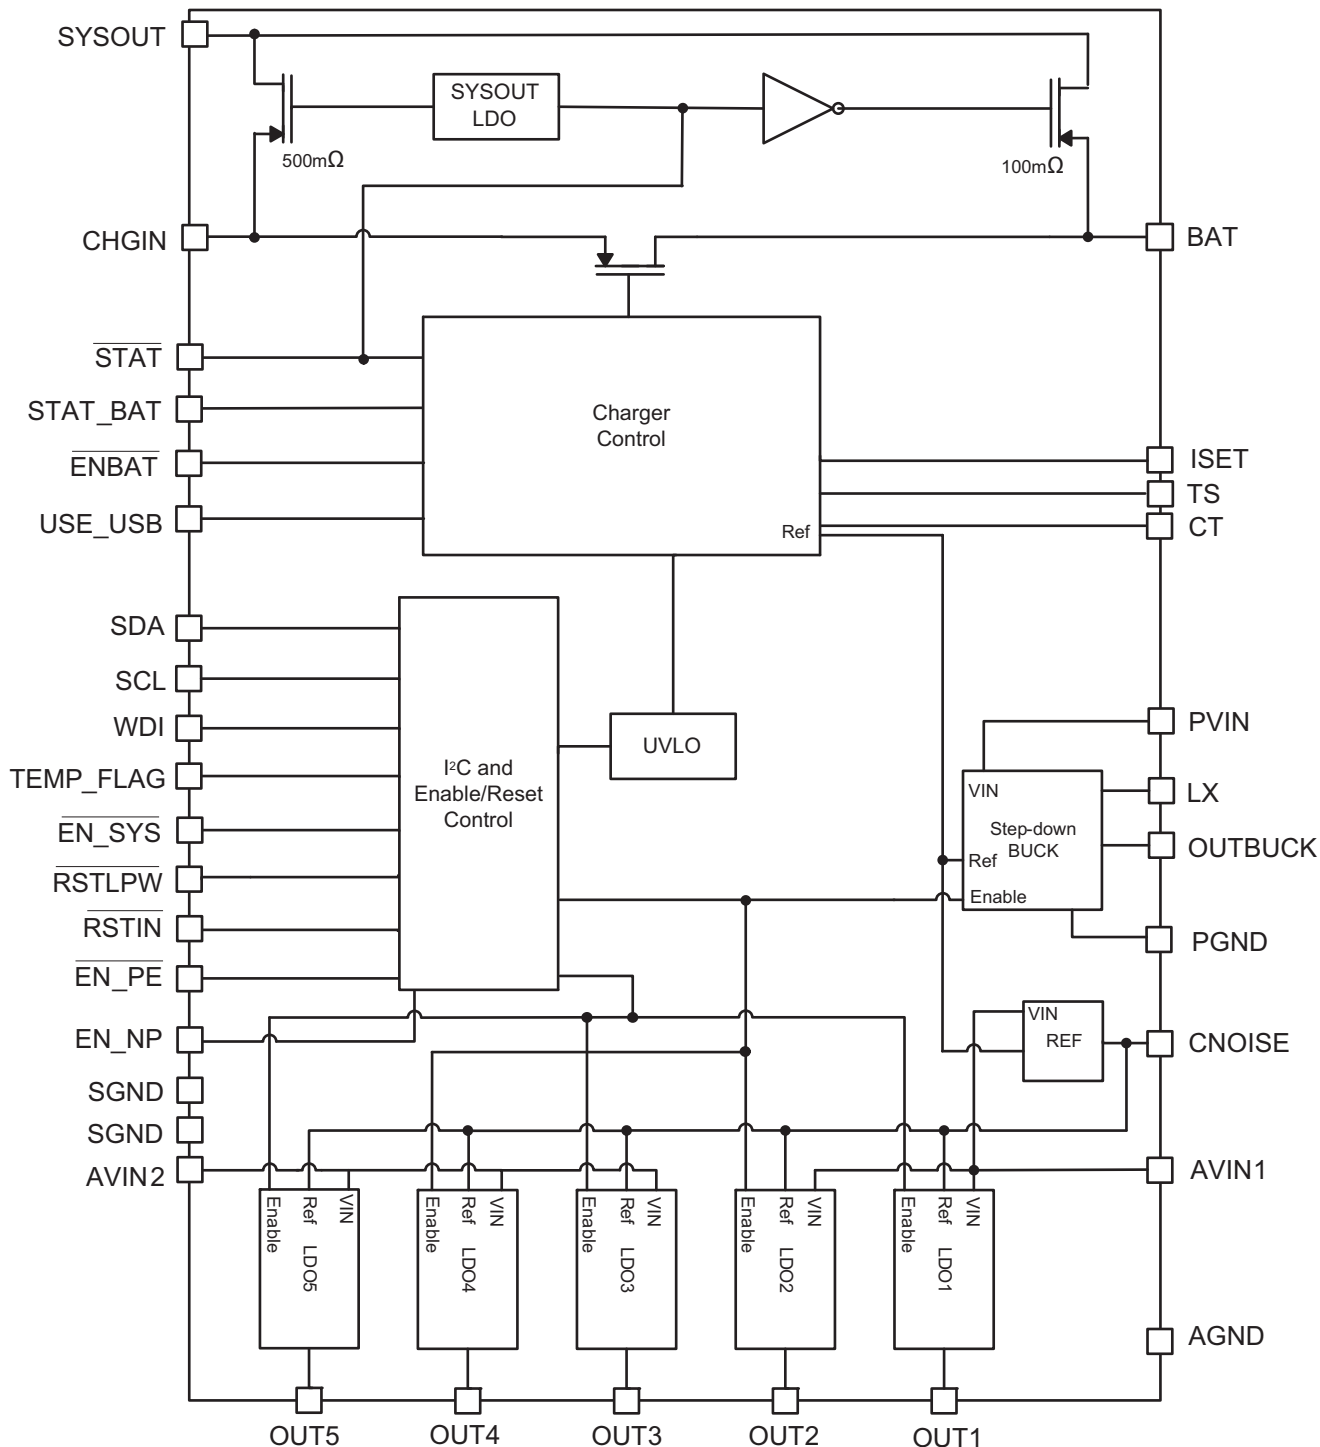 SYSOUT
SYSOUT
LDO
500mΩ
100mΩ
CHGIN
BAT
STAT
STAT_BAT
ENBAT
USE_USB
Charger
Control
Ref
ISET
TS
CT
SDA
SCL
WDI
TEMP_FLAG
EN_SYS
RSTLPW
RSTIN
EN_PE
EN_NP
SGND
SGND
AVIN2
I²C and
Enable/Reset
Control
UVLO
VIN
Step-down
BUCK
Ref
Enable
PVIN
LX
OUTBUCK
PGND
VIN
REF
CNOISE
AVIN1
AGND
Enable
Ref
VIN
LDO5
Enable
Ref
VIN
LDO4
Enable
Ref
VIN
LDO3
Enable
Ref
VIN
LDO2
Enable
Ref
VIN
LDO1
OUT5
OUT4
OUT3
OUT2
OUT1